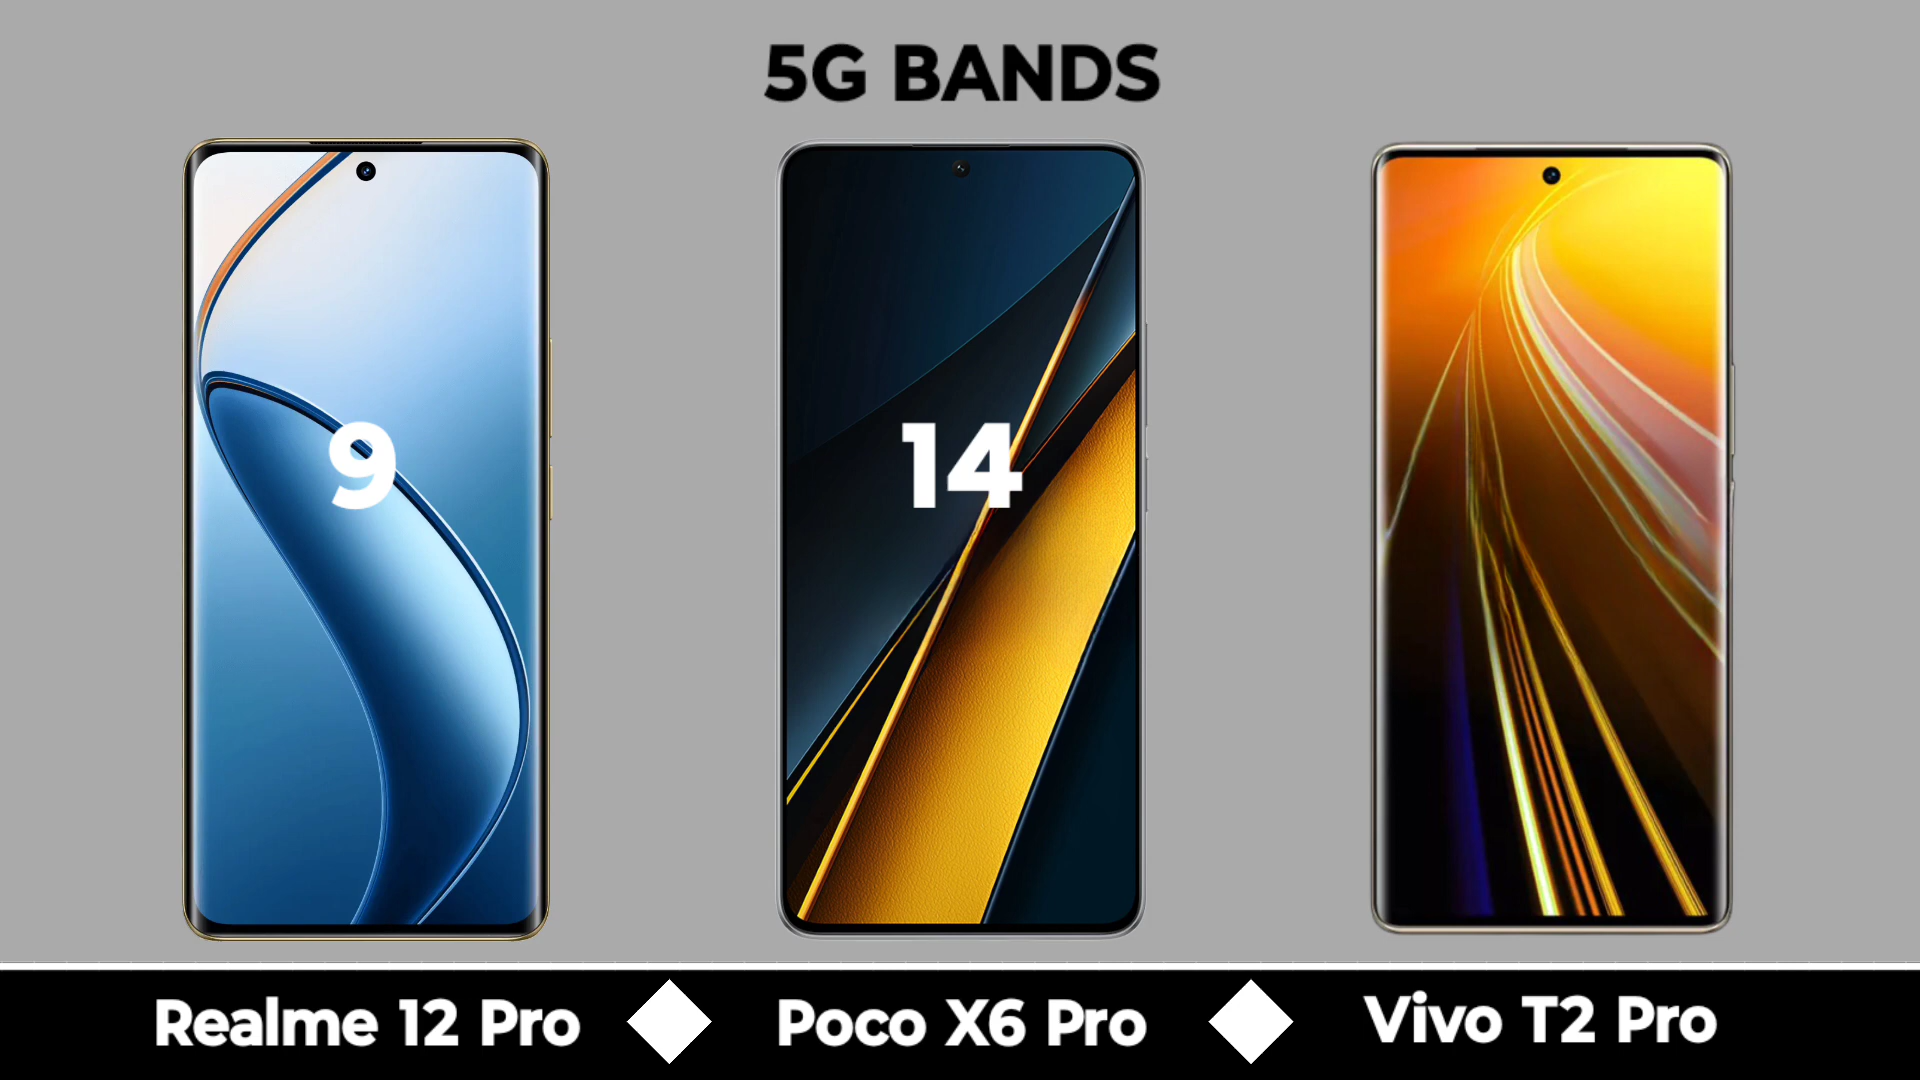 5G BANDS
9
14
Realme 12 Pro
Poco X6 Pro
Vivo T2 Pro